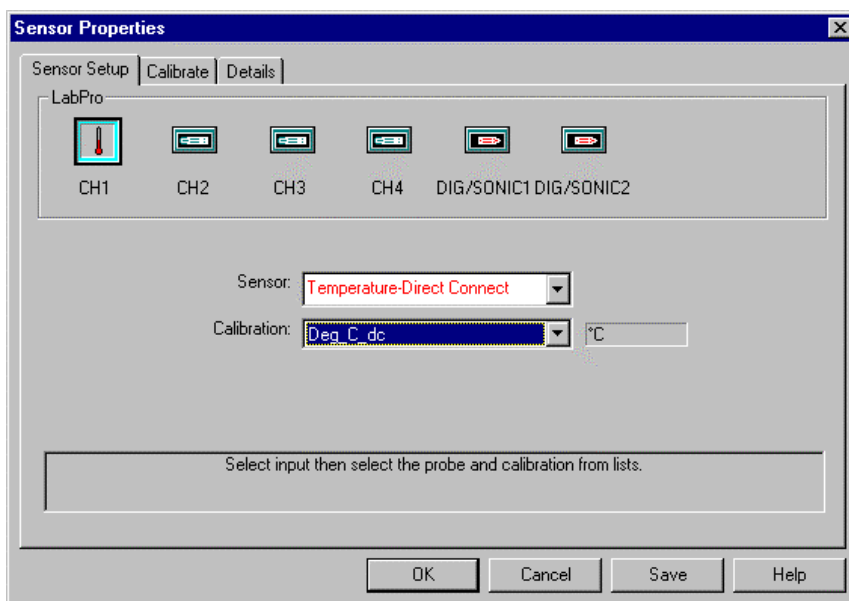 Sensor Properties
Sensor Setup Calibrate Details
LabPro
CH1 CH2 CH3 CH4 DIG/SONIC1 DIG/SONIC2
Sensor: Temperature-Direct Connect
Calibration: Deg_C_dc °C
Select input then select the probe and calibration from lists.
OK Cancel Save Help